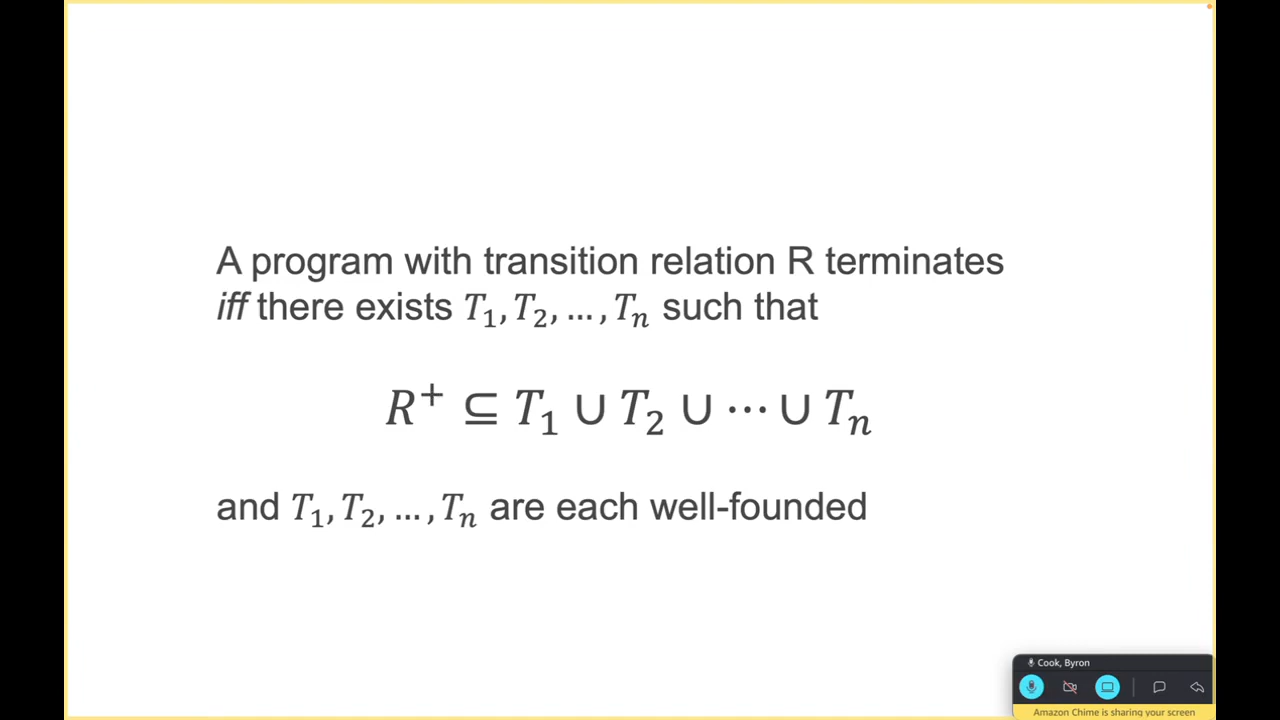 A program with transition relation R terminates
iff there exists T₁, T₂, …, Tₙ such that
R⁺ ⊆ T₁ ∪ T₂ ∪ ⋯ ∪ Tₙ
and T₁, T₂, …, Tₙ are each well-founded
Cook, Byron
Amazon Chime is sharing your screen